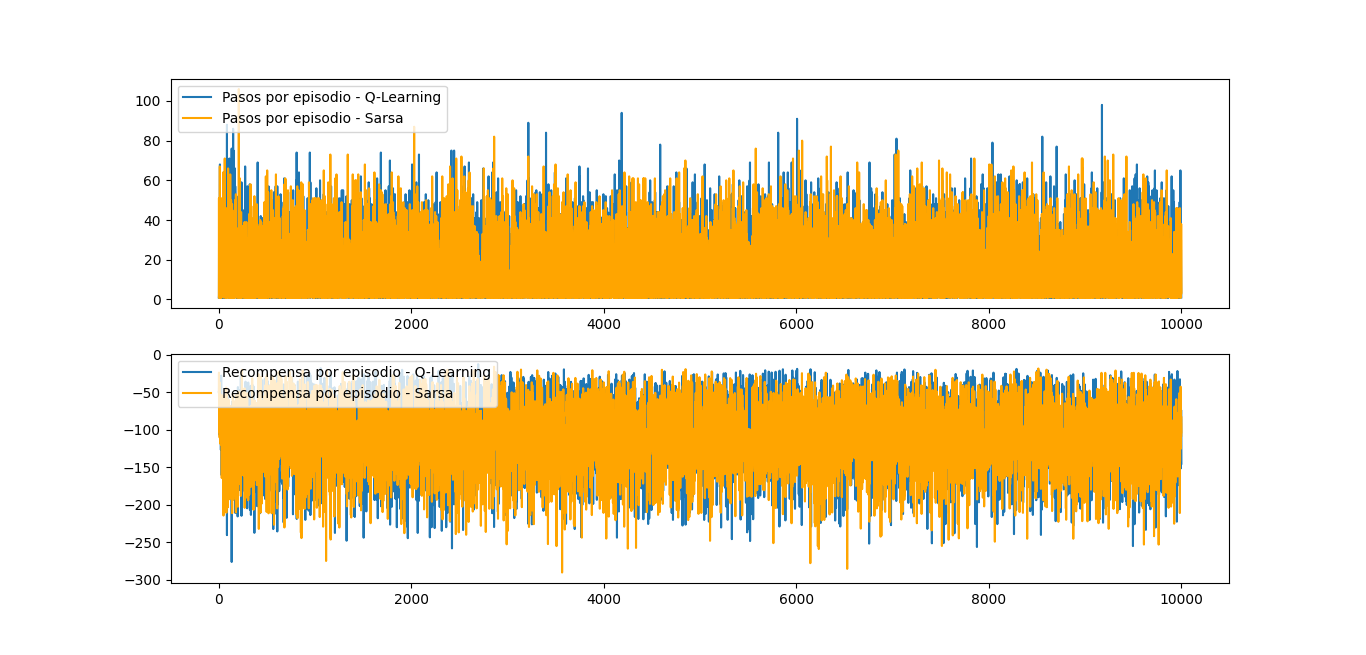 Pasos por episodio - Q-Learning
Pasos por episodio - Sarsa
100
80
60
40
20
0
0 2000 4000 6000 8000 10000
Recompensa por episodio - Q-Learning
Recompensa por episodio - Sarsa
0
−50
−100
−150
−200
−250
−300
0 2000 4000 6000 8000 10000